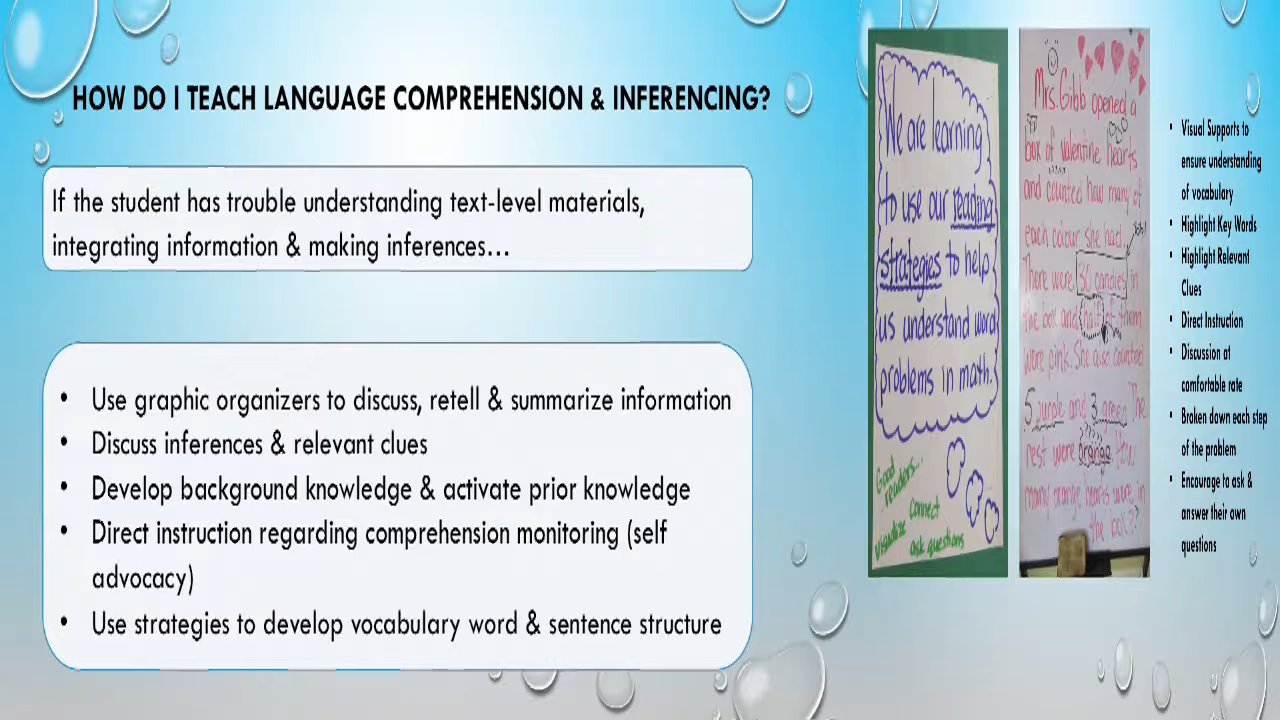 HOW DO I TEACH LANGUAGE COMPREHENSION & INFERENCING?
If the student has trouble understanding text-level materials,
integrating information & making inferences…
• Use graphic organizers to discuss, retell & summarize information
• Discuss inferences & relevant clues
• Develop background knowledge & activate prior knowledge
• Direct instruction regarding comprehension monitoring (self
advocacy)
• Use strategies to develop vocabulary word & sentence structure
We are learning
to use our reading
strategies to help
us understand word
problems in math.
Good
readers...
connect
visualize
ask questions
Mrs. Gibb opened a
box of valentine hearts
and counted how many of
each colour she had.
There were 30 candies in
the box and half of them
were pink. She also counted
5 purple and 3 green. The
rest were orange. How
many orange hearts were in
the box?
• Visual Supports to
ensure understanding
of vocabulary
• Highlight Key Words
• Highlight Relevant
Clues
• Direct Instruction
• Discussion at
comfortable rate
• Broken down each step
of the problem
• Encourage to ask &
answer their own
questions